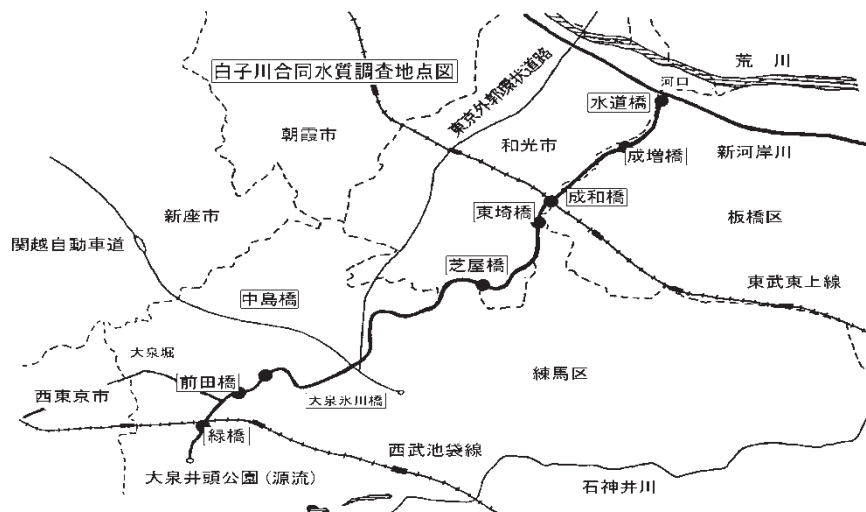 荒川
白子川合同水質調査地点図
東京外郭環状道路
河口
水道橋
朝霞市
和光市
成増橋
新河岸川
新座市
成和橋
東埼橋
板橋区
関越自動車道
芝屋橋
東武東上線
中島橋
大泉堀
前田橋
練馬区
西東京市
大泉氷川橋
緑橋
西武池袋線
大泉井頭公園(源流)
石神井川